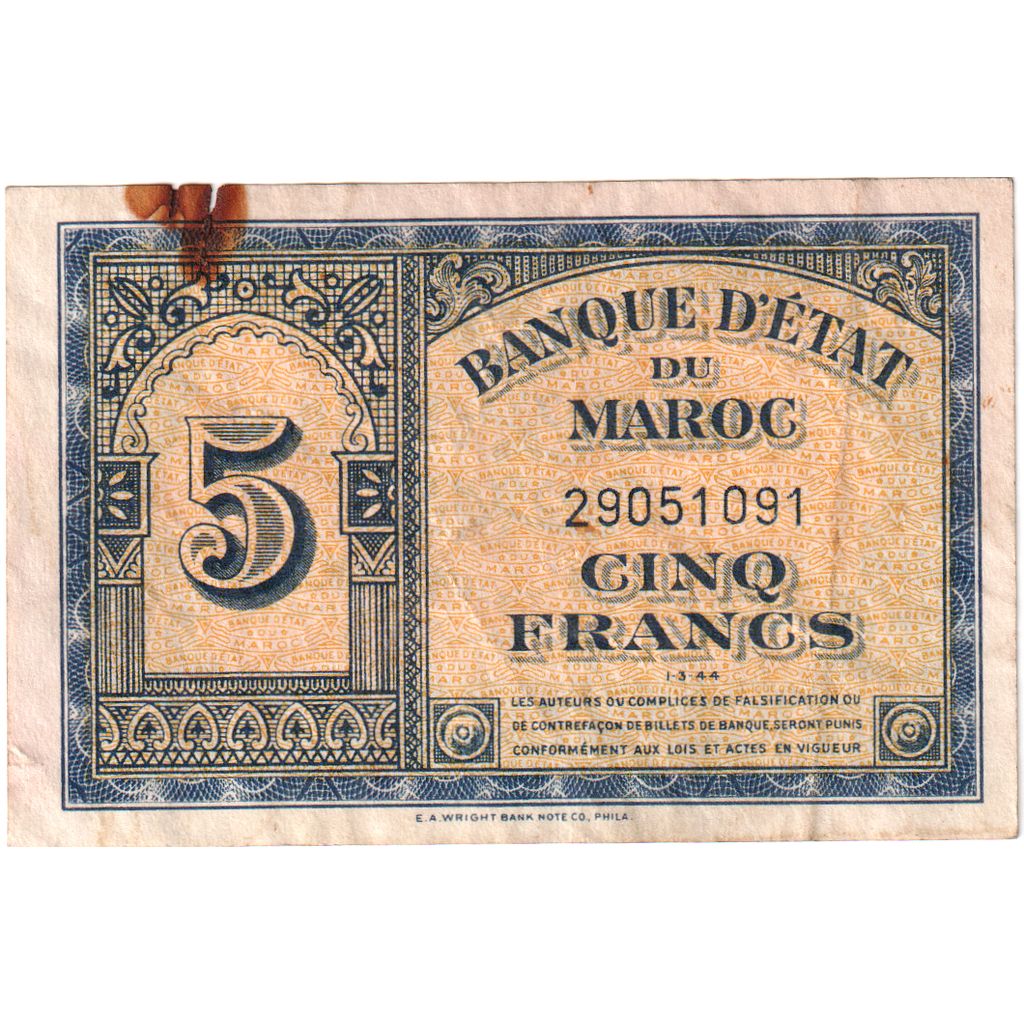 5
BANQUE D'ÉTAT
DU
MAROC
29051091
CINQ
FRANCS
1-3-44
LES AUTEURS OU COMPLICES DE FALSIFICATION OU
DE CONTREFAÇON DE BILLETS DE BANQUE, SERONT PUNIS
CONFORMÉMENT AUX LOIS ET ACTES EN VIGUEUR
E.A. WRIGHT BANK NOTE CO., PHILA.